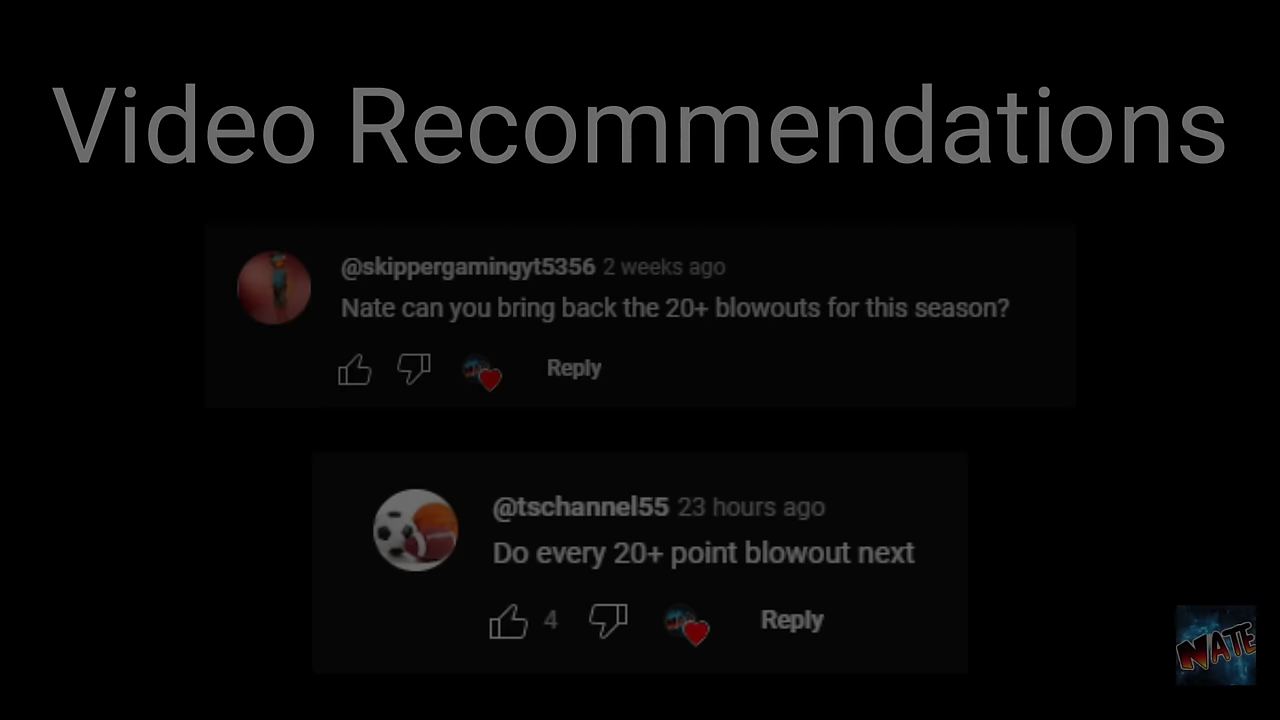 Video Recommendations
@skippergamingyt5356 2 weeks ago
Nate can you bring back the 20+ blowouts for this season?
Reply
@tschannel55 23 hours ago
Do every 20+ point blowout next
4 Reply
NATE